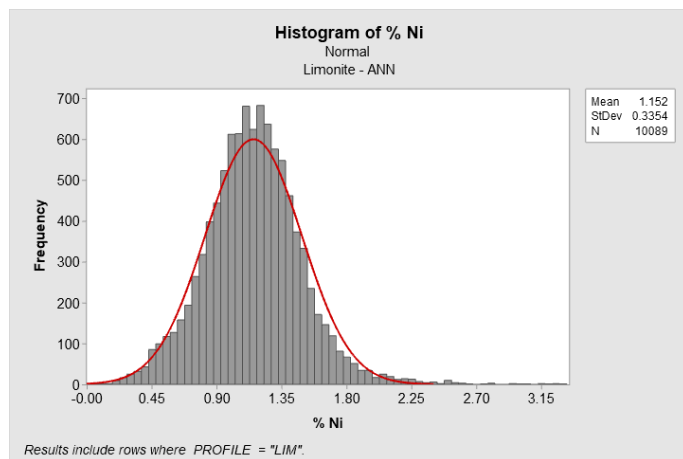 Histogram of % Ni
Normal
Limonite - ANN
700
600
500
400
300
200
100
0
Frequency
-0.00 0.45 0.90 1.35 1.80 2.25 2.70 3.15
% Ni
Mean 1.152
StDev 0.3354
N 10089
Results include rows where PROFILE = "LIM".